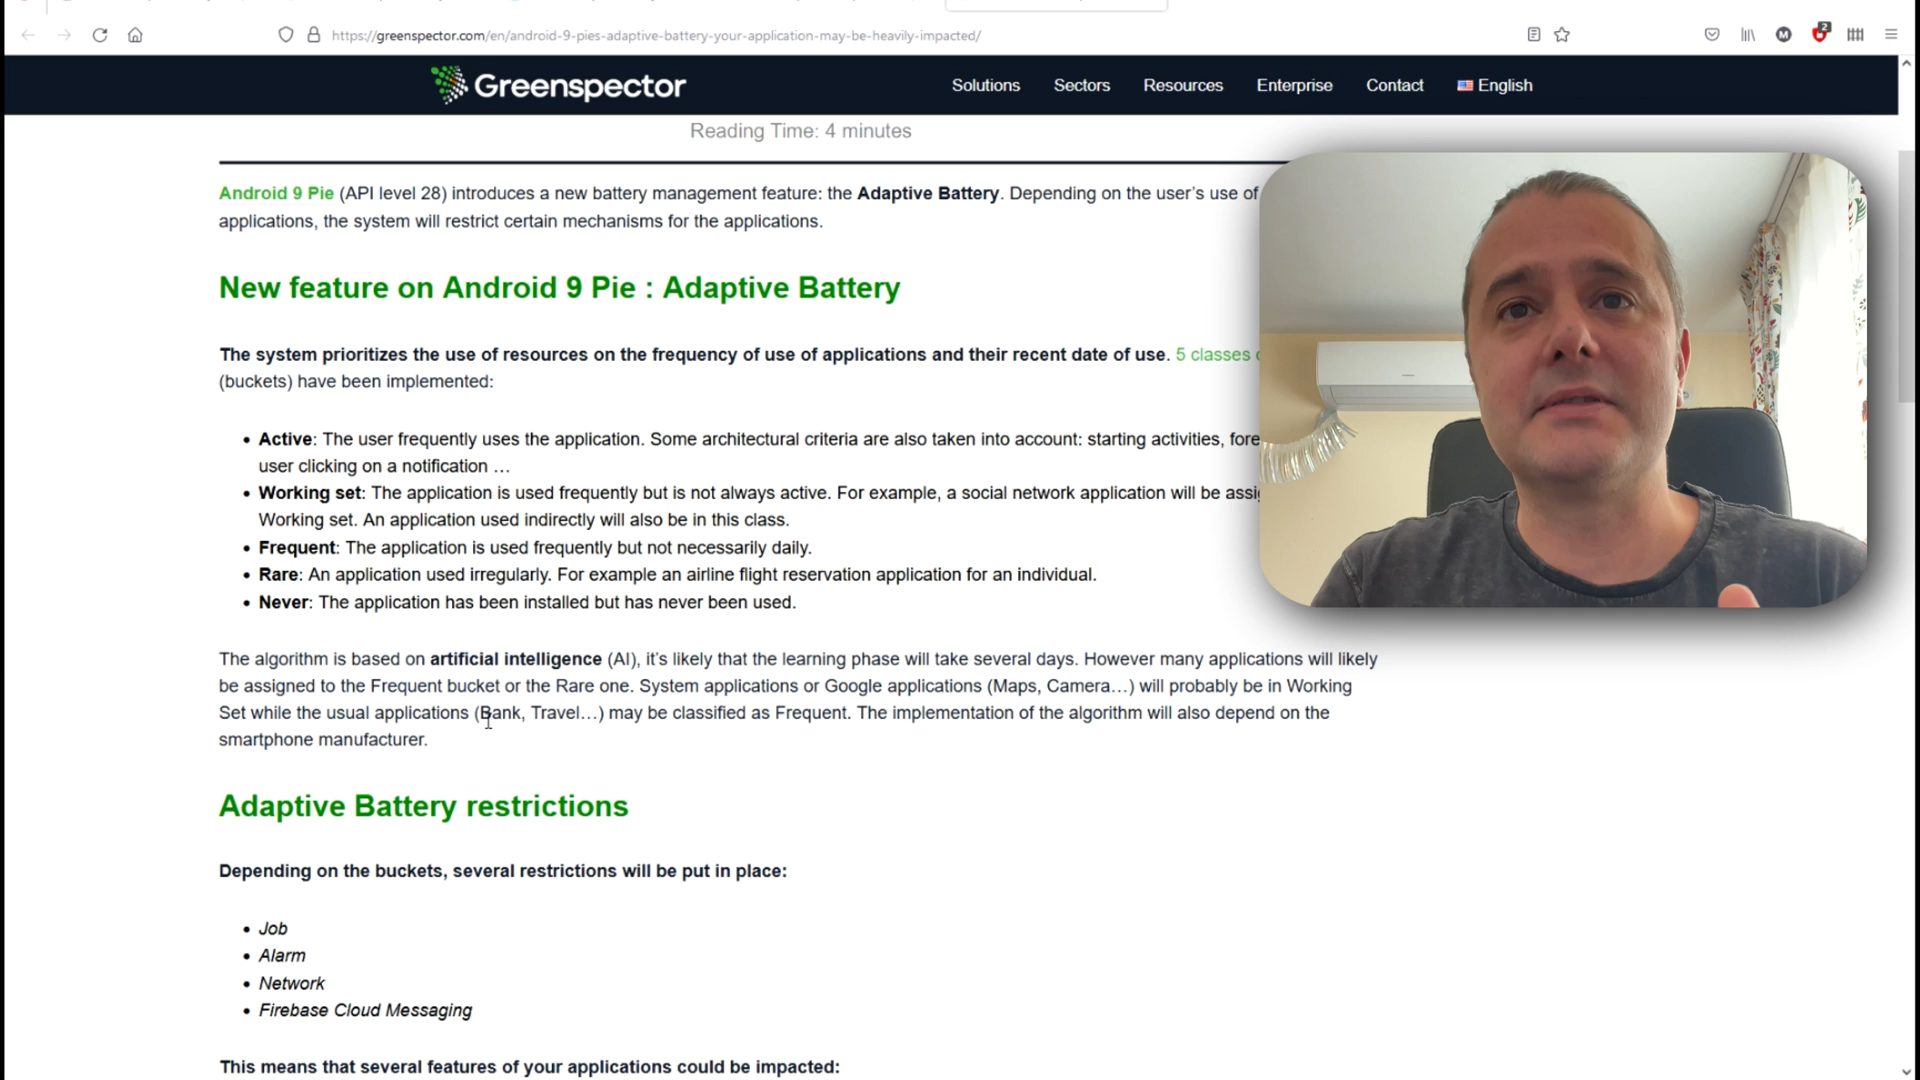 https://greenspector.com/en/android-9-pies-adaptive-battery-your-application-may-be-heavily-impacted/
M
2
Greenspector
Solutions
Sectors
Resources
Enterprise
Contact
English
Reading Time: 4 minutes
Android 9 Pie (API level 28) introduces a new battery management feature: the Adaptive Battery. Depending on the user's use of
applications, the system will restrict certain mechanisms for the applications.
New feature on Android 9 Pie : Adaptive Battery
The system prioritizes the use of resources on the frequency of use of applications and their recent date of use. 5 classes
(buckets) have been implemented:
• Active: The user frequently uses the application. Some architectural criteria are also taken into account: starting activities,
user clicking on a notification …
• Working set: The application is used frequently but is not always active. For example, a social network application will be
Working set. An application used indirectly will also be in this class.
• Frequent: The application is used frequently but not necessarily daily.
• Rare: An application used irregularly. For example an airline flight reservation application for an individual.
• Never: The application has been installed but has never been used.
The algorithm is based on artificial intelligence (AI), it's likely that the learning phase will take several days. However many applications will likely
be assigned to the Frequent bucket or the Rare one. System applications or Google applications (Maps, Camera…) will probably be in Working
Set while the usual applications (Bank, Travel…) may be classified as Frequent. The implementation of the algorithm will also depend on the
smartphone manufacturer.
Adaptive Battery restrictions
Depending on the buckets, several restrictions will be put in place:
• Job
• Alarm
• Network
• Firebase Cloud Messaging
This means that several features of your applications could be impacted: